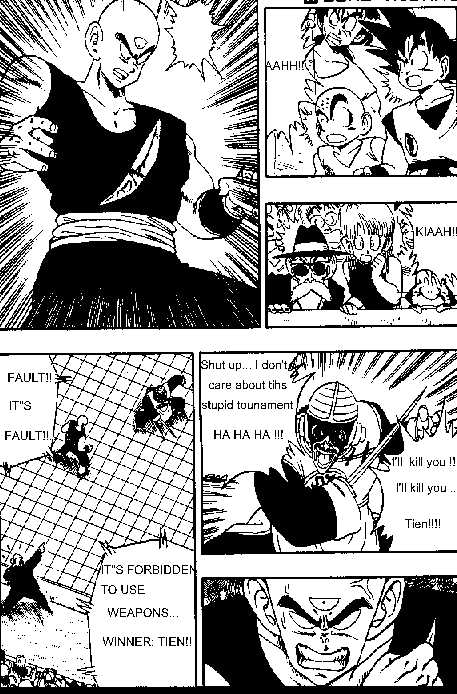 AAHH!!
KIAAH!!
FAULT!!
IT"S
FAULT!!
IT"S FORBIDDEN
TO USE
WEAPONS...
WINNER: TIEN!!
Shut up... I don't
care about tihs
stupid tounament
HA HA HA !!!
I'll kill you !!
I'll kill you ..
Tien!!!!